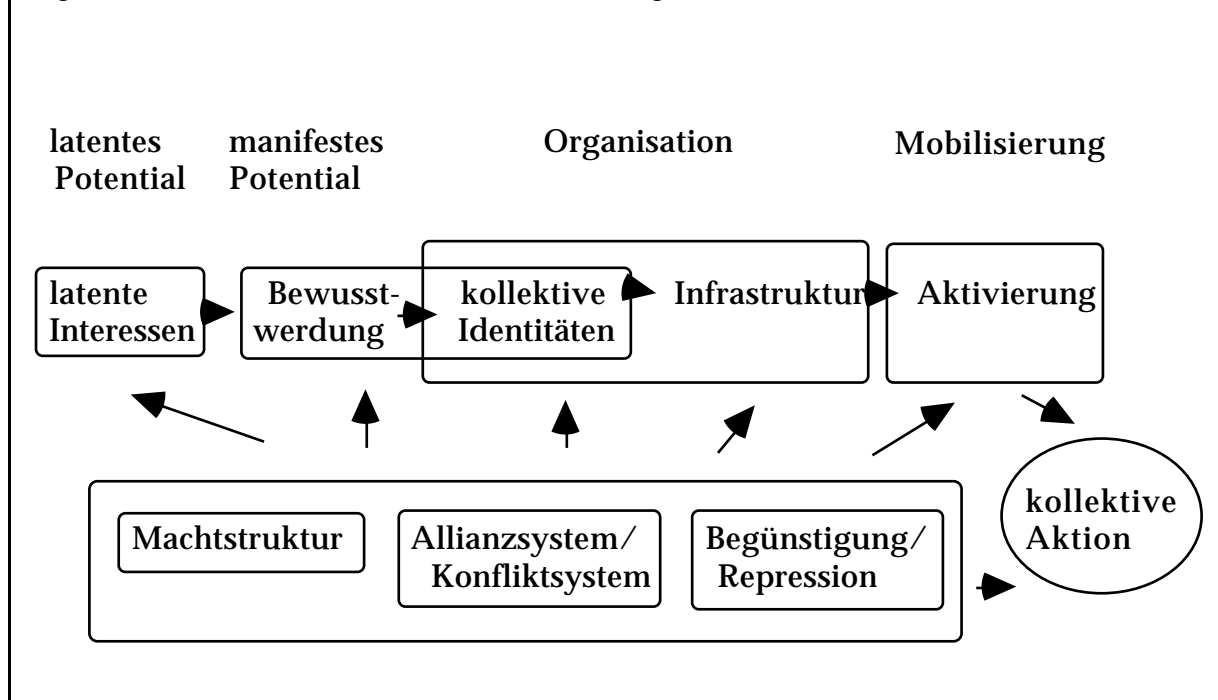 latentes manifestes Organisation Mobilisierung
Potential Potential
latente Bewusst- kollektive Infrastruktur Aktivierung
Interessen werdung Identitäten
kollektive
Aktion
Machtstruktur Allianzsystem/ Begünstigung/
Konfliktsystem Repression